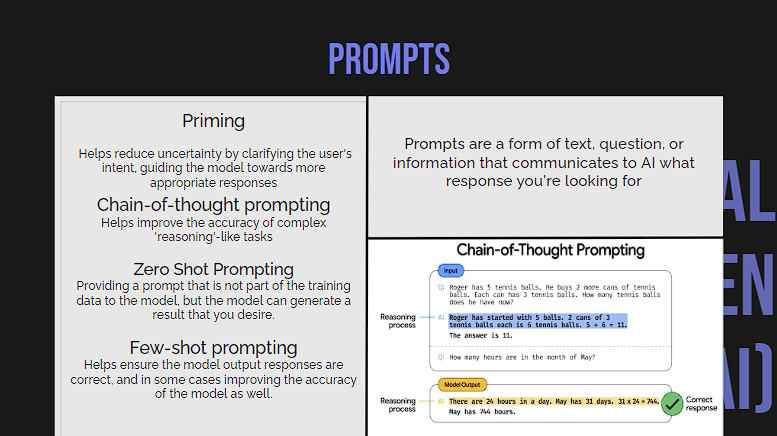 PROMPTS
Priming
Helps reduce uncertainty by clarifying the user's
intent, guiding the model towards more
appropriate responses
Chain-of-thought prompting
Helps improve the accuracy of complex
'reasoning'-like tasks
Zero Shot Prompting
Providing a prompt that is not part of the training
data to the model, but the model can generate a
result that you desire.
Few-shot prompting
Helps ensure the model output responses are
correct, and in some cases improving the accuracy
of the model as well.
Prompts are a form of text, question, or
information that communicates to AI what
response you're looking for
Chain-of-Thought Prompting
Input
Q: Roger has 5 tennis balls. He buys 2 more cans of tennis
balls. Each can has 3 tennis balls. How many tennis balls
does he have now?
Reasoning
process
A: Roger has started with 5 balls. 2 cans of 3
tennis balls each is 6 tennis balls. 5 + 6 = 11.
The answer is 11.
Q: How many hours are in the month of May?
Model Output
Reasoning
process
A: There are 24 hours in a day. May has 31 days. 31 x 24 = 744.
May has 744 hours.
Correct
response
AL
EN
AI)